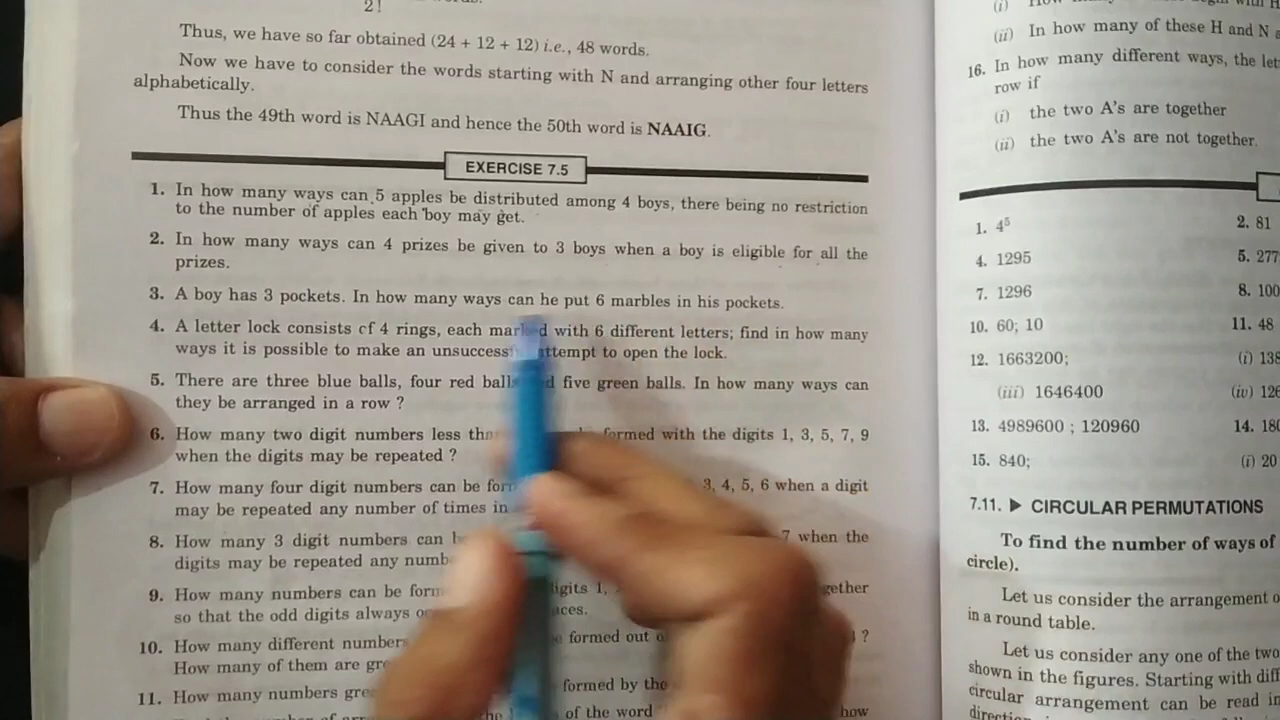 2!
Thus, we have so far obtained (24 + 12 + 12) i.e., 48 words.
Now we have to consider the words starting with N and arranging other four letters
alphabetically.
Thus the 49th word is NAAGI and hence the 50th word is NAAIG.
EXERCISE 7.5
1. In how many ways can 5 apples be distributed among 4 boys, there being no restriction
to the number of apples each boy may get.
2. In how many ways can 4 prizes be given to 3 boys when a boy is eligible for all the
prizes.
3. A boy has 3 pockets. In how many ways can he put 6 marbles in his pockets.
4. A letter lock consists of 4 rings, each marked with 6 different letters; find in how many
ways it is possible to make an attempt to open the lock.
5. There are three blue balls, four red five green balls. In how many ways can
they be arranged in a row ?
6. How many two digit numbers less formed with the digits 1, 3, 5, 7, 9
when the digits may be repeated ?
7. How many four digit numbers can be 3, 4, 5, 6 when a digit
may be repeated any number of times in
8. How many 3 digit numbers can 7 when the
digits may be repeated any
9. How many numbers can be 1,
so that the odd digits always
10. How many different numbers formed out ?
How many of them are
11. How many numbers formed by the
of the word how
(i)
(ii) In how many of these H and N
16. In how many different ways, the
row if
(i) the two A's are together
(ii) the two A's are not together.
1. 4⁵ 2. 81
4. 1295 5. 277
7. 1296 8. 100
10. 60; 10 11. 48
12. 1663200; (i)
(iii) 1646400 (iv)
13. 4989600 ; 120960 14.
15. 840; (i) 20
7.11. ▶ CIRCULAR PERMUTATIONS
To find the number of ways of
circle).
Let us consider the arrangement
in a round table.
Let us consider any one of the two
shown in the figures. Starting with
circular arrangement can be read in